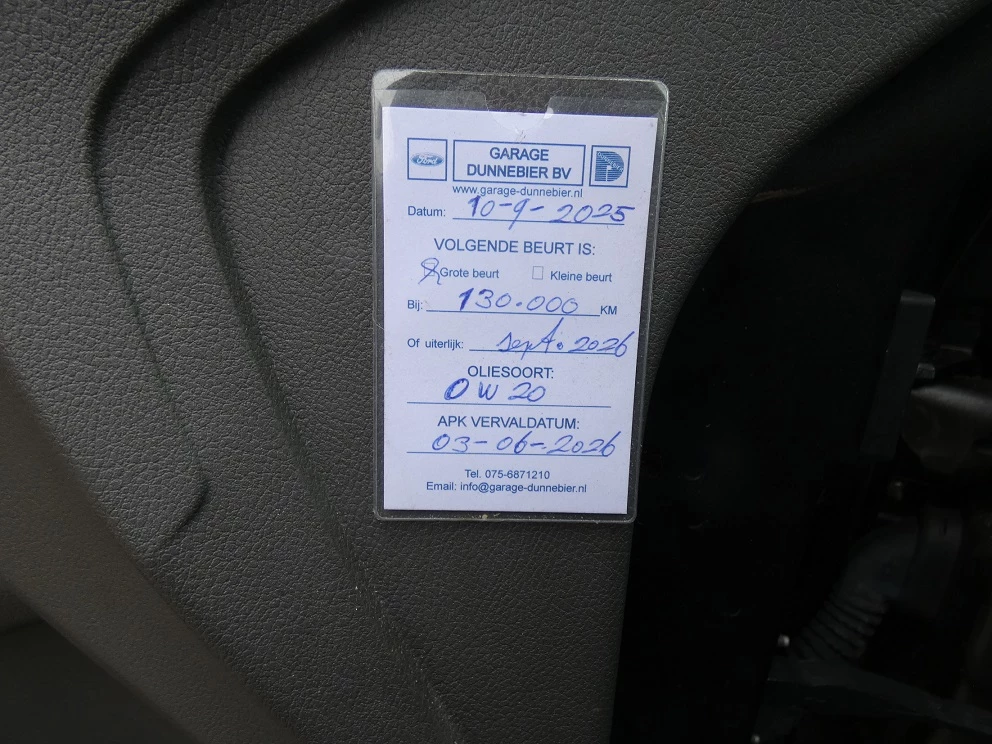 Ford
GARAGE
DUNNEBIER BV
www.garage-dunnebier.nl
Datum: 10-9-2025
VOLGENDE BEURT IS:
Grote beurt Kleine beurt
Bij: 130.000 KM
Of uiterlijk: sept. 2026
OLIESOORT:
0W20
APK VERVALDATUM:
03-06-2026
Tel. 075-6871210
Email: info@garage-dunnebier.nl